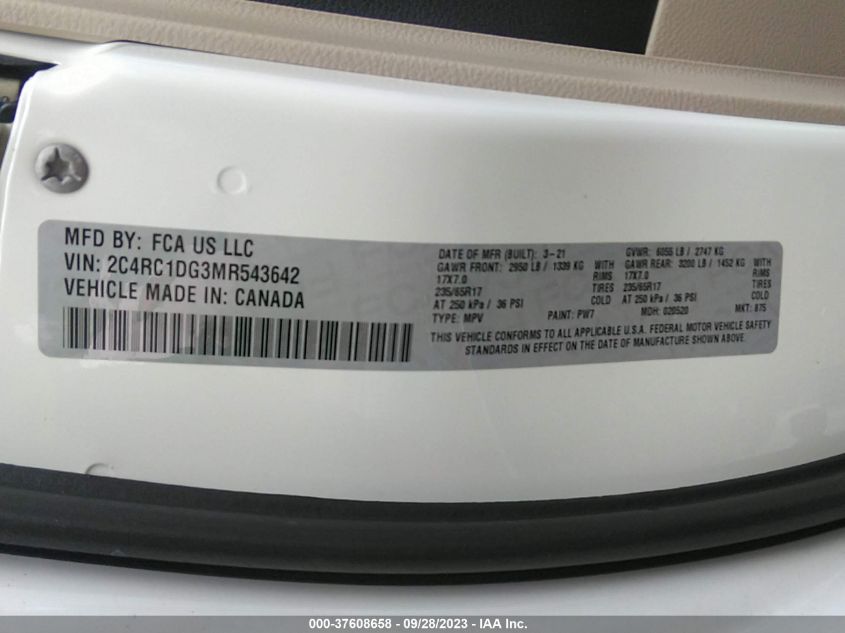 MFD BY: FCA US LLC
VIN: 2C4RC1DG3MR543642
VEHICLE MADE IN: CANADA
DATE OF MFR (BUILT): 3-21 GVWR: 6056 LB / 2747 KG
GAWR FRONT: 2950 LB / 1339 KG WITH GAWR REAR: 3200 LB / 1452 KG WITH
17X7.0 RIMS 17X7.0 RIMS
235/65R17 TIRES 235/65R17 TIRES
AT 250 kPa / 36 PSI COLD AT 250 kPa / 36 PSI COLD
TYPE: MPV PAINT: PW7 MDH: 020520 MKT: 875
THIS VEHICLE CONFORMS TO ALL APPLICABLE U.S.A. FEDERAL MOTOR VEHICLE SAFETY
STANDARDS IN EFFECT ON THE DATE OF MANUFACTURE SHOWN ABOVE.
000-37608658 - 09/28/2023 - IAA Inc.